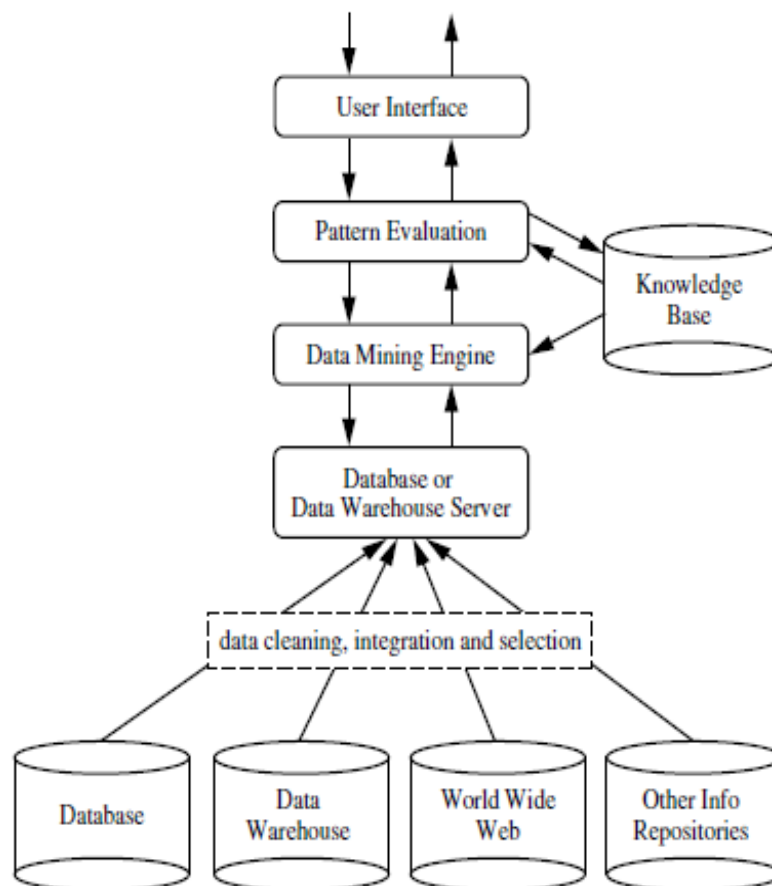 User Interface
Pattern Evaluation
Knowledge
Base
Data Mining Engine
Database or
Data Warehouse Server
data cleaning, integration and selection
Database
Data
Warehouse
World Wide
Web
Other Info
Repositories